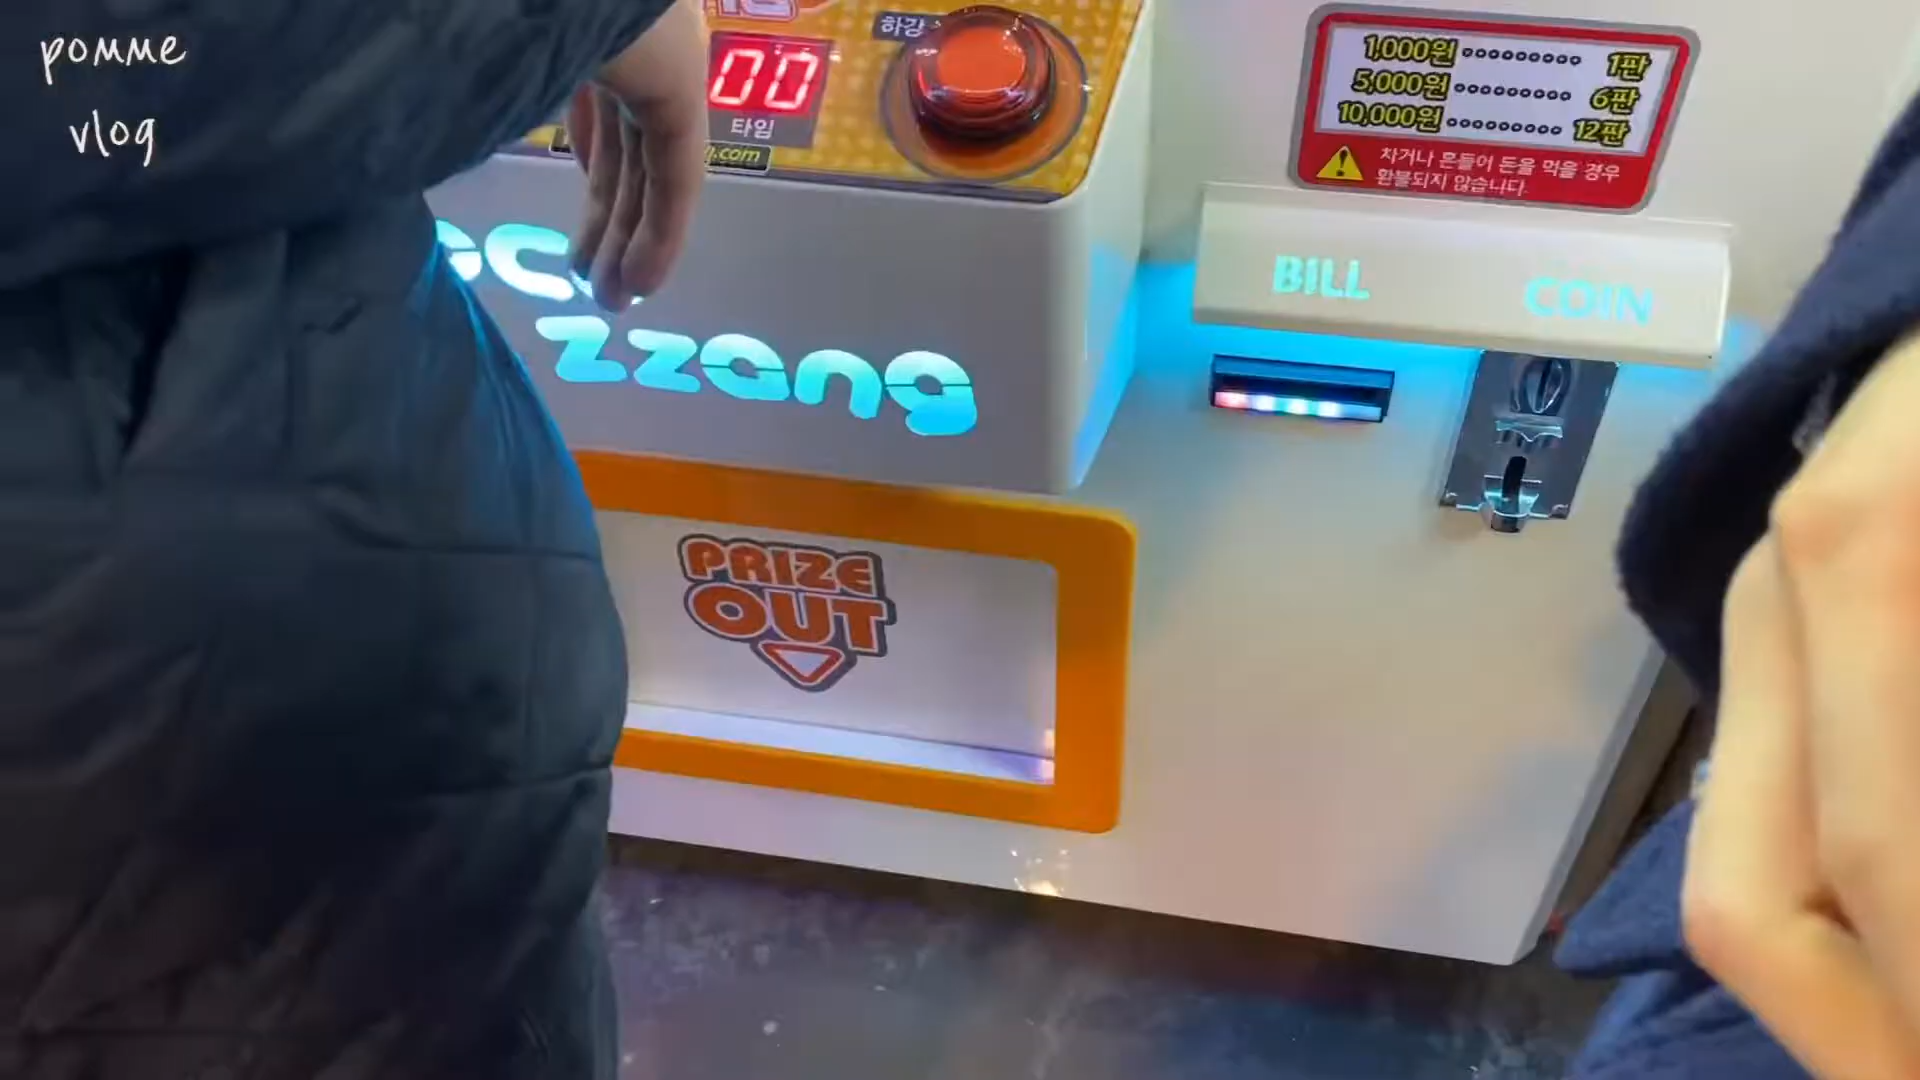 pomme
vlog
00
타임
하강
.com
zzang
PRIZE
OUT
1,000원 ········· 1판
5,000원 ········· 6판
10,000원 ········· 12판
차거나 흔들어 돈을 먹을 경우
환불되지 않습니다.
BILL COIN